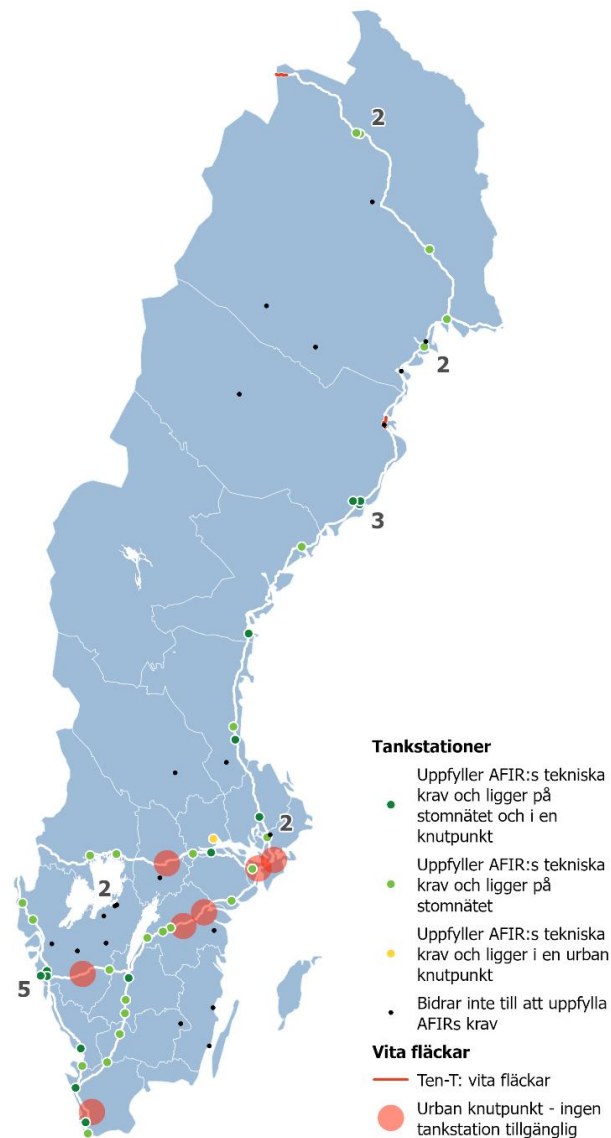 2
2
3
Tankstationer
Uppfyller AFIR:s tekniska
krav och ligger på
stomnätet och i en
knutpunkt
Uppfyller AFIR:s tekniska
krav och ligger på
stomnätet
Uppfyller AFIR:s tekniska
krav och ligger i en urban
knutpunkt
Bidrar inte till att uppfylla
AFIRs krav
Vita fläckar
Ten-T: vita fläckar
Urban knutpunkt - ingen
tankstation tillgänglig
2
2
5